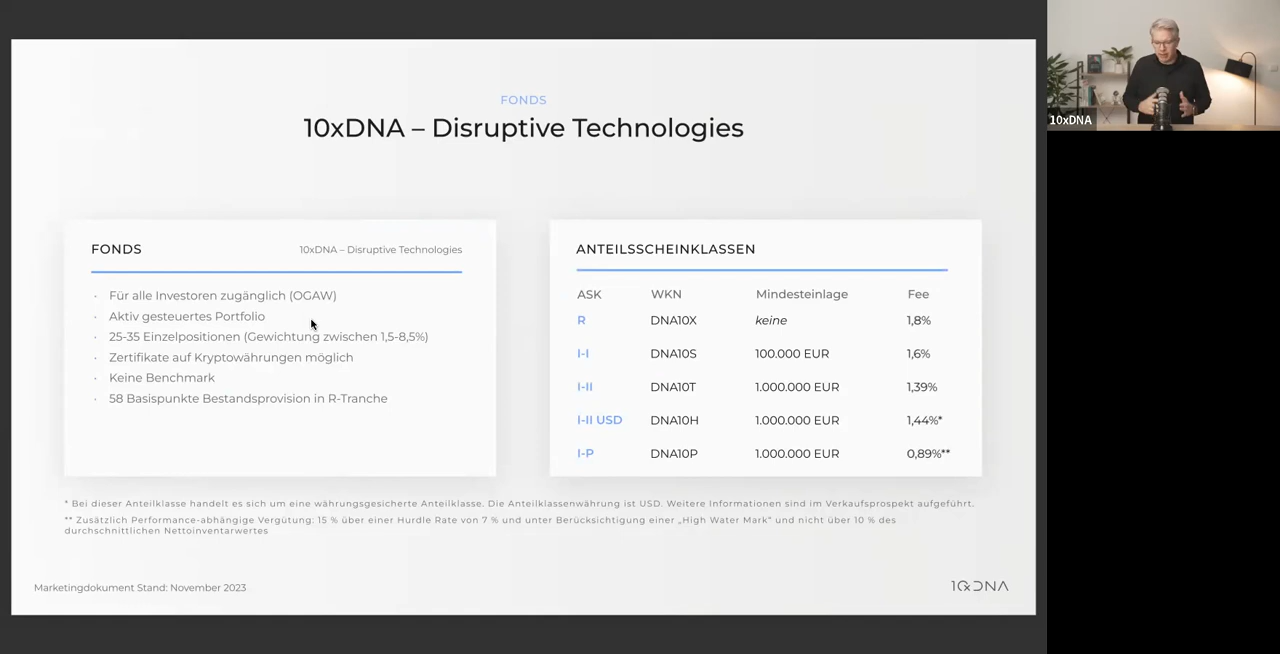 FONDS
10xDNA – Disruptive Technologies
FONDS 10xDNA – Disruptive Technologies
· Für alle Investoren zugänglich (OGAW)
· Aktiv gesteuertes Portfolio
· 25-35 Einzelpositionen (Gewichtung zwischen 1,5-8,5%)
· Zertifikate auf Kryptowährungen möglich
· Keine Benchmark
· 58 Basispunkte Bestandsprovision in R-Tranche
ANTEILSSCHEINKLASSEN
ASK WKN Mindesteinlage Fee
R DNA10X keine 1,8%
I-I DNA10S 100.000 EUR 1,6%
I-II DNA10T 1.000.000 EUR 1,39%
I-II USD DNA10H 1.000.000 EUR 1,44%*
I-P DNA10P 1.000.000 EUR 0,89%**
* Bei dieser Anteilklasse handelt es sich um eine währungsgesicherte Anteilklasse. Die Anteilklassenwährung ist USD. Weitere Informationen sind im Verkaufsprospekt aufgeführt.
** Zusätzlich Performance-abhängige Vergütung: 15 % über einer Hurdle Rate von 7 % und unter Berücksichtigung einer „High Water Mark“ und nicht über 10 % des
durchschnittlichen Nettoinventarwertes
Marketingdokument Stand: November 2023
10xDNA
10xDNA